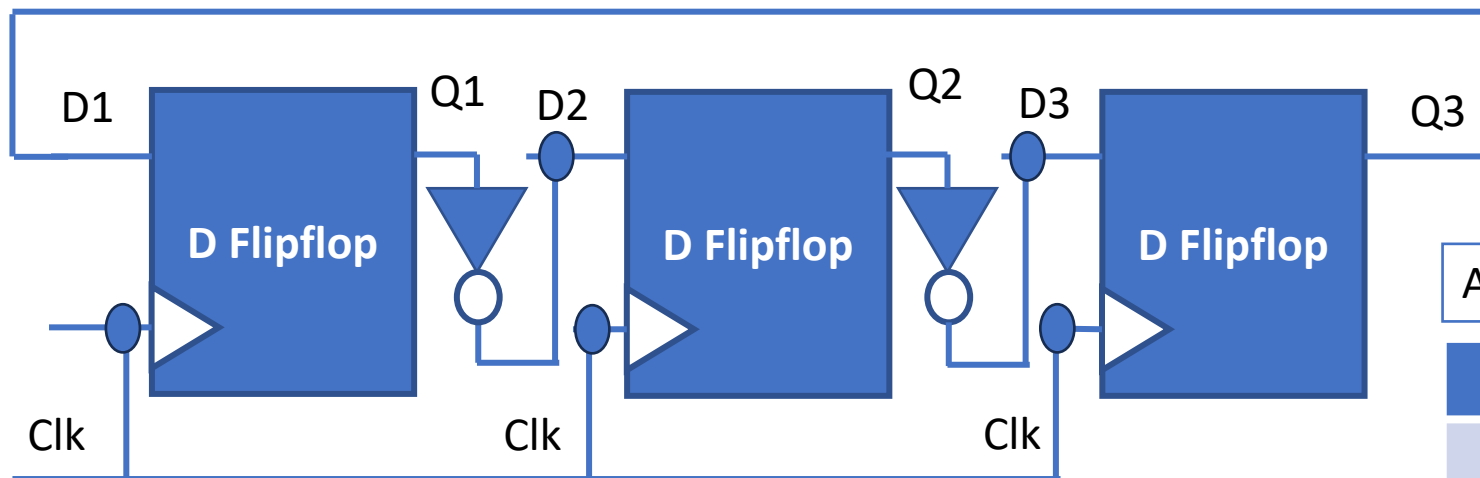 D1
Q1
D2
Q2
D3
Q3
D Flipflop
D Flipflop
D Flipflop
A
Clk
Clk
Clk